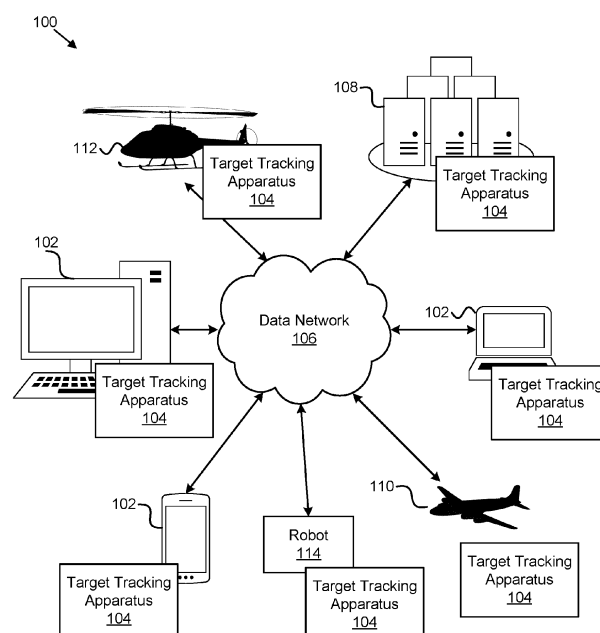 100
108
112
Target Tracking
Apparatus
104
Target Tracking
Apparatus
104
102
Data Network
106
102
Target Tracking
Apparatus
104
Target Tracking
Apparatus
104
102
Robot
114
110
Target Tracking
Apparatus
104
Target Tracking
Apparatus
104
Target Tracking
Apparatus
104